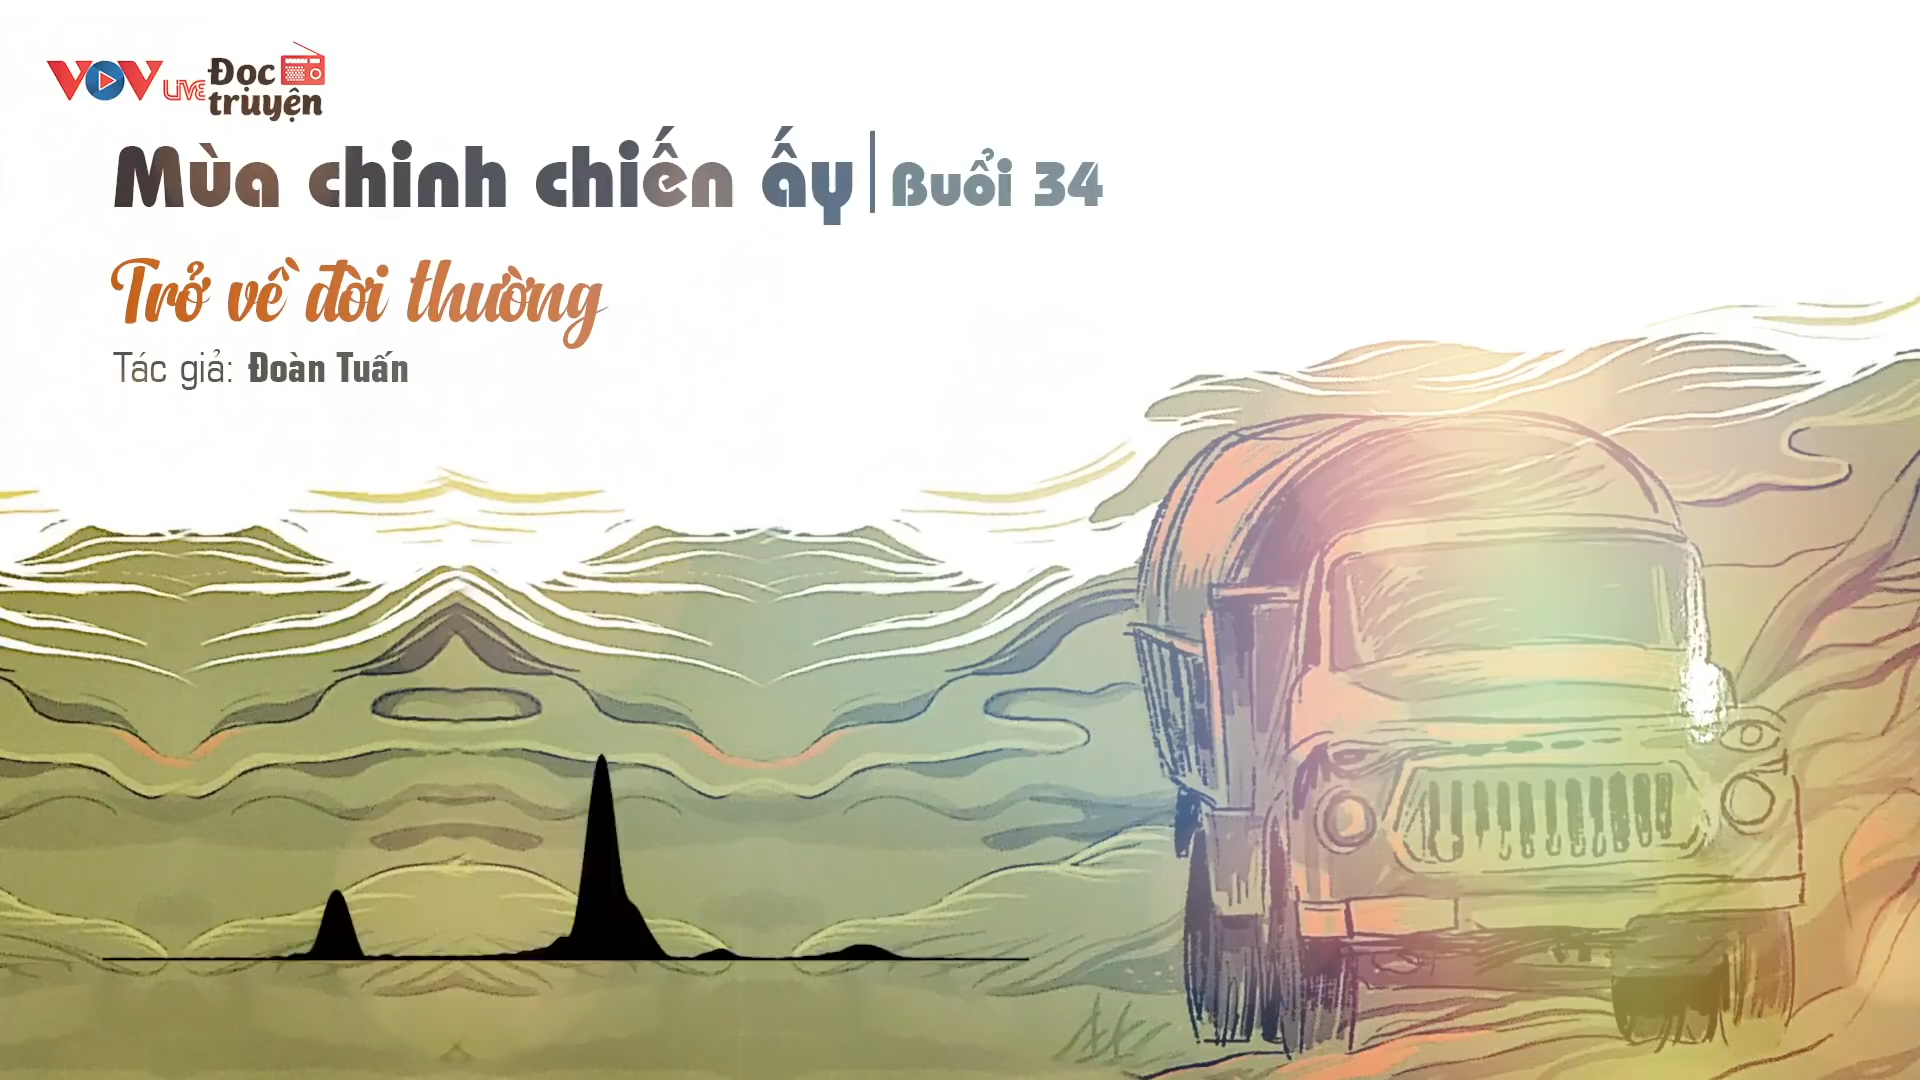 VOV LIVE Đọc
truyện
Mùa chinh chiến ấy | Buổi 34
Trở về đời thường
Tác giả: Đoàn Tuấn